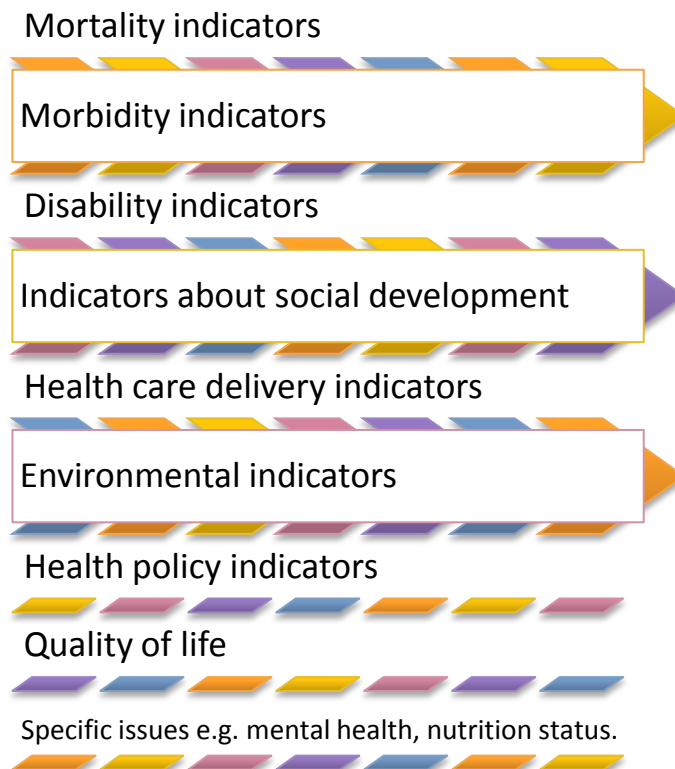 Mortality indicators
Morbidity indicators
Disability indicators
Indicators about social development
Health care delivery indicators
Environmental indicators
Health policy indicators
Quality of life
Specific issues e.g. mental health, nutrition status.